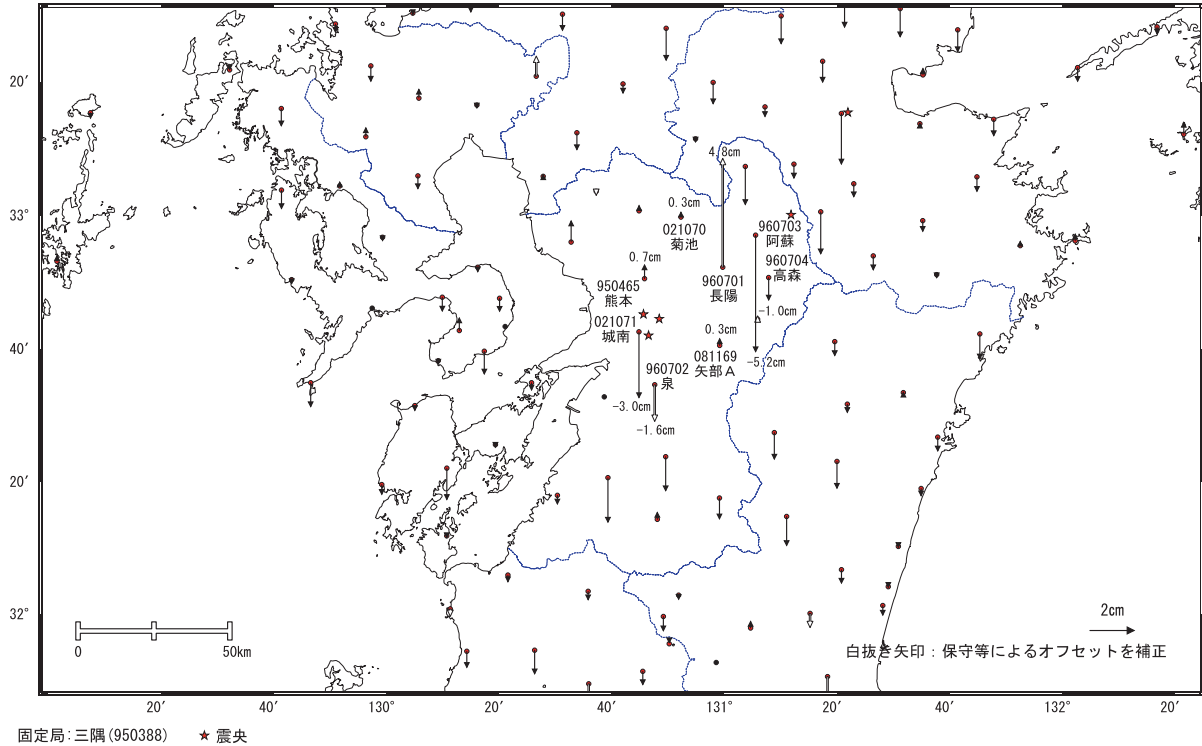 20′
4.8cm
33°
0.3cm
021070
菊池
960703
阿蘇
0.7cm
960704
高森
950465
熊本
960701
長陽
-1.0cm
021071
城南
0.3cm
40′
081169
矢部A
-5.2cm
960702
泉
-3.0cm
-1.6cm
20′
32°
2cm
0 50km
白抜き矢印：保守等によるオフセットを補正
20′ 40′ 130° 20′ 40′ 131° 20′ 40′ 132° 20′
固定局:三隅(950388) ★ 震央